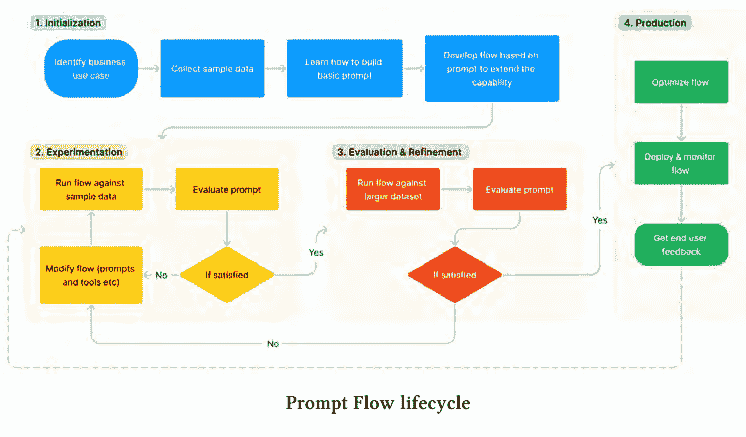 1. Initialization
Identify business
use case
Collect sample data
Learn how to build
basic prompt
Develop flow based on
prompt to extend the
capability
2. Experimentation
Run flow against
sample data
Evaluate prompt
Modify flow (prompts
and tools etc)
No
If satisfied
Yes
3. Evaluation & Refinement
Run flow against
larger dataset
Evaluate prompt
If satisfied
Yes
No
4. Production
Optimize flow
Deploy & monitor
flow
Get end user
feedback
Prompt Flow lifecycle